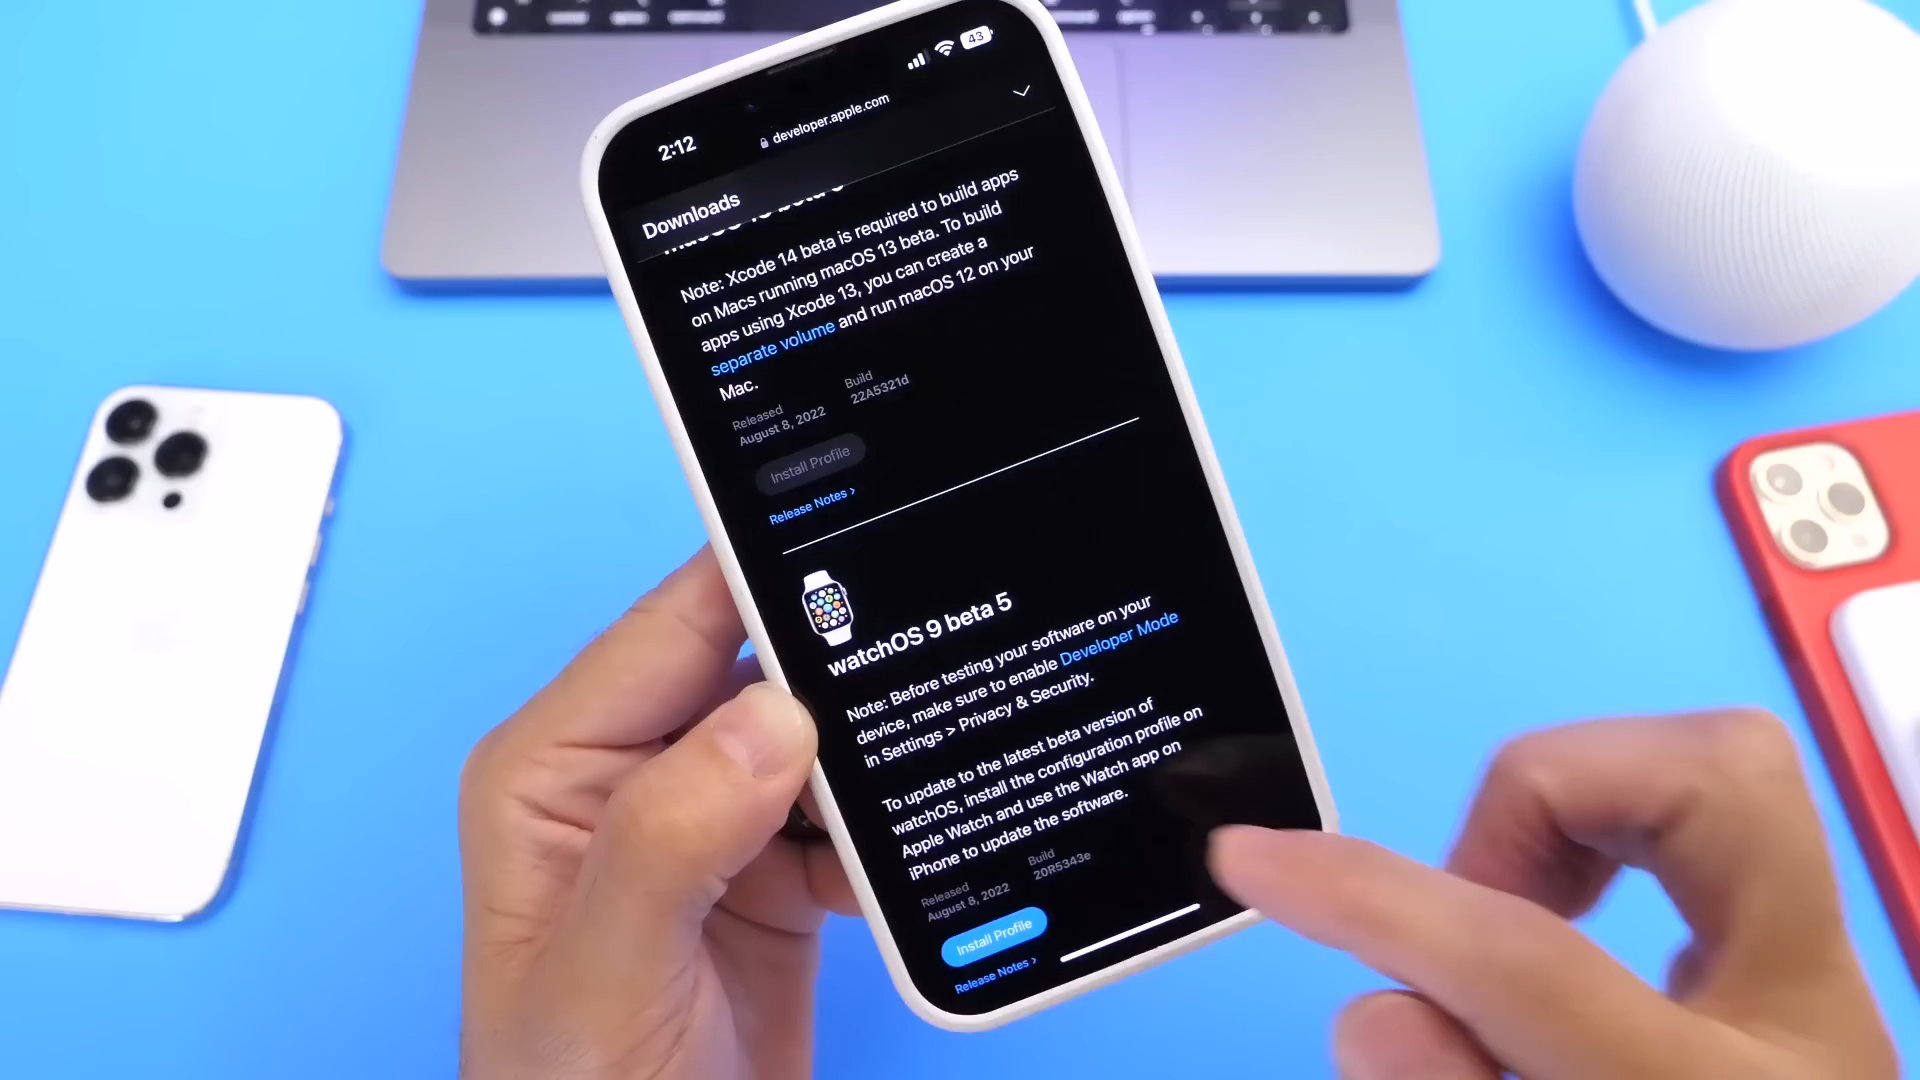 2:12
43
developer.apple.com
Downloads
Note: Xcode 14 beta is required to build apps
on Macs running macOS 13 beta. To build
apps using Xcode 13, you can create a
separate volume and run macOS 12 on your
Mac.
Released
August 8, 2022
Build
22A5321d
Install Profile
Release Notes >
watchOS 9 beta 5
Note: Before testing your software on your
device, make sure to enable Developer Mode
in Settings > Privacy & Security.
To update to the latest beta version of
watchOS, install the configuration profile on
Apple Watch and use the Watch app on
iPhone to update the software.
Released
August 8, 2022
Build
20R5343e
Install Profile
Release Notes >